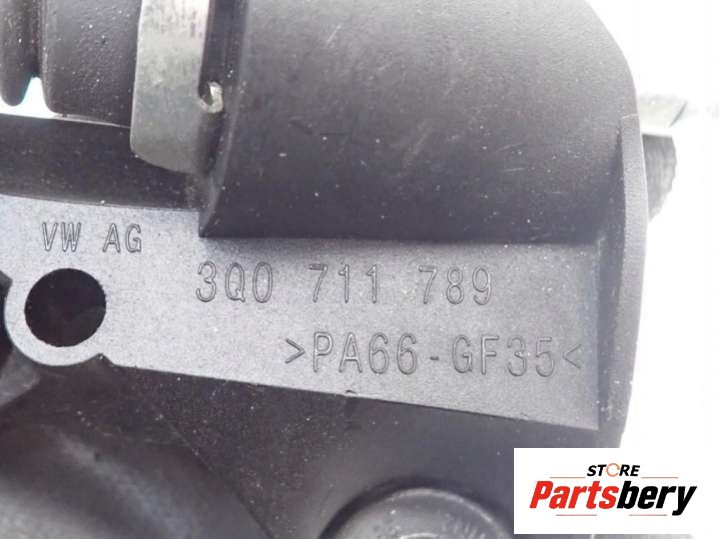 VW AG
3Q0 711 789
>PA66-GF35<
STORE
Partsbery